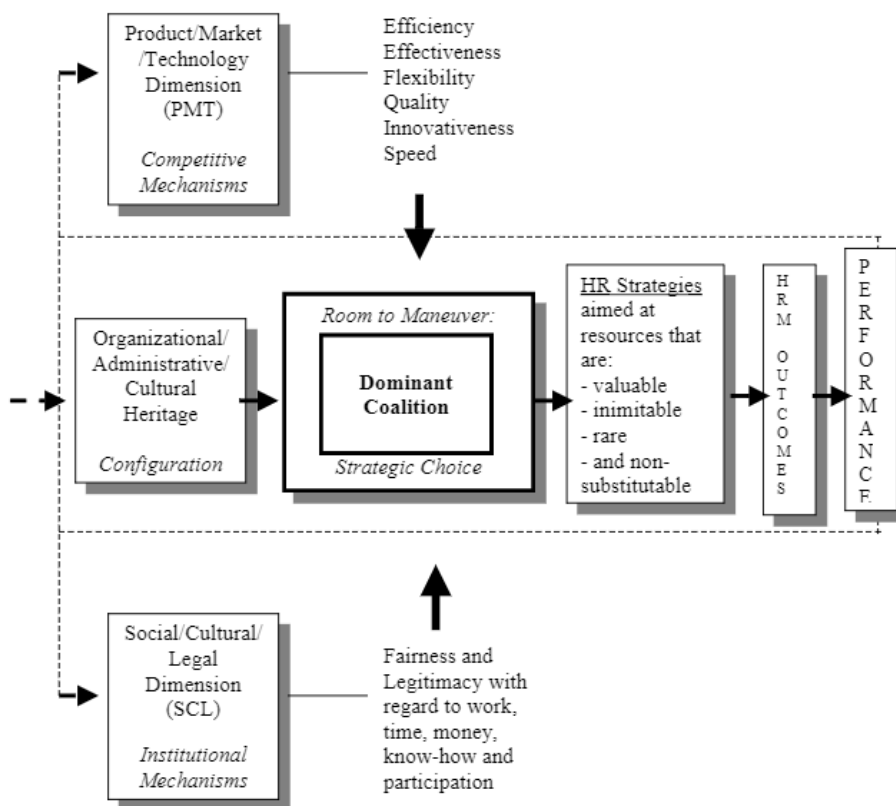 Product/Market
/Technology
Dimension
(PMT)
Competitive
Mechanisms
Efficiency
Effectiveness
Flexibility
Quality
Innovativeness
Speed
Organizational/
Administrative/
Cultural
Heritage
Configuration
Room to Maneuver:
Dominant
Coalition
Strategic Choice
HR Strategies
aimed at
resources that
are:
- valuable
- inimitable
- rare
- and non-
substitutable
HRM OUTCOMES
PERFORMANCE
Social/Cultural/
Legal
Dimension
(SCL)
Institutional
Mechanisms
Fairness and
Legitimacy with
regard to work,
time, money,
know-how and
participation